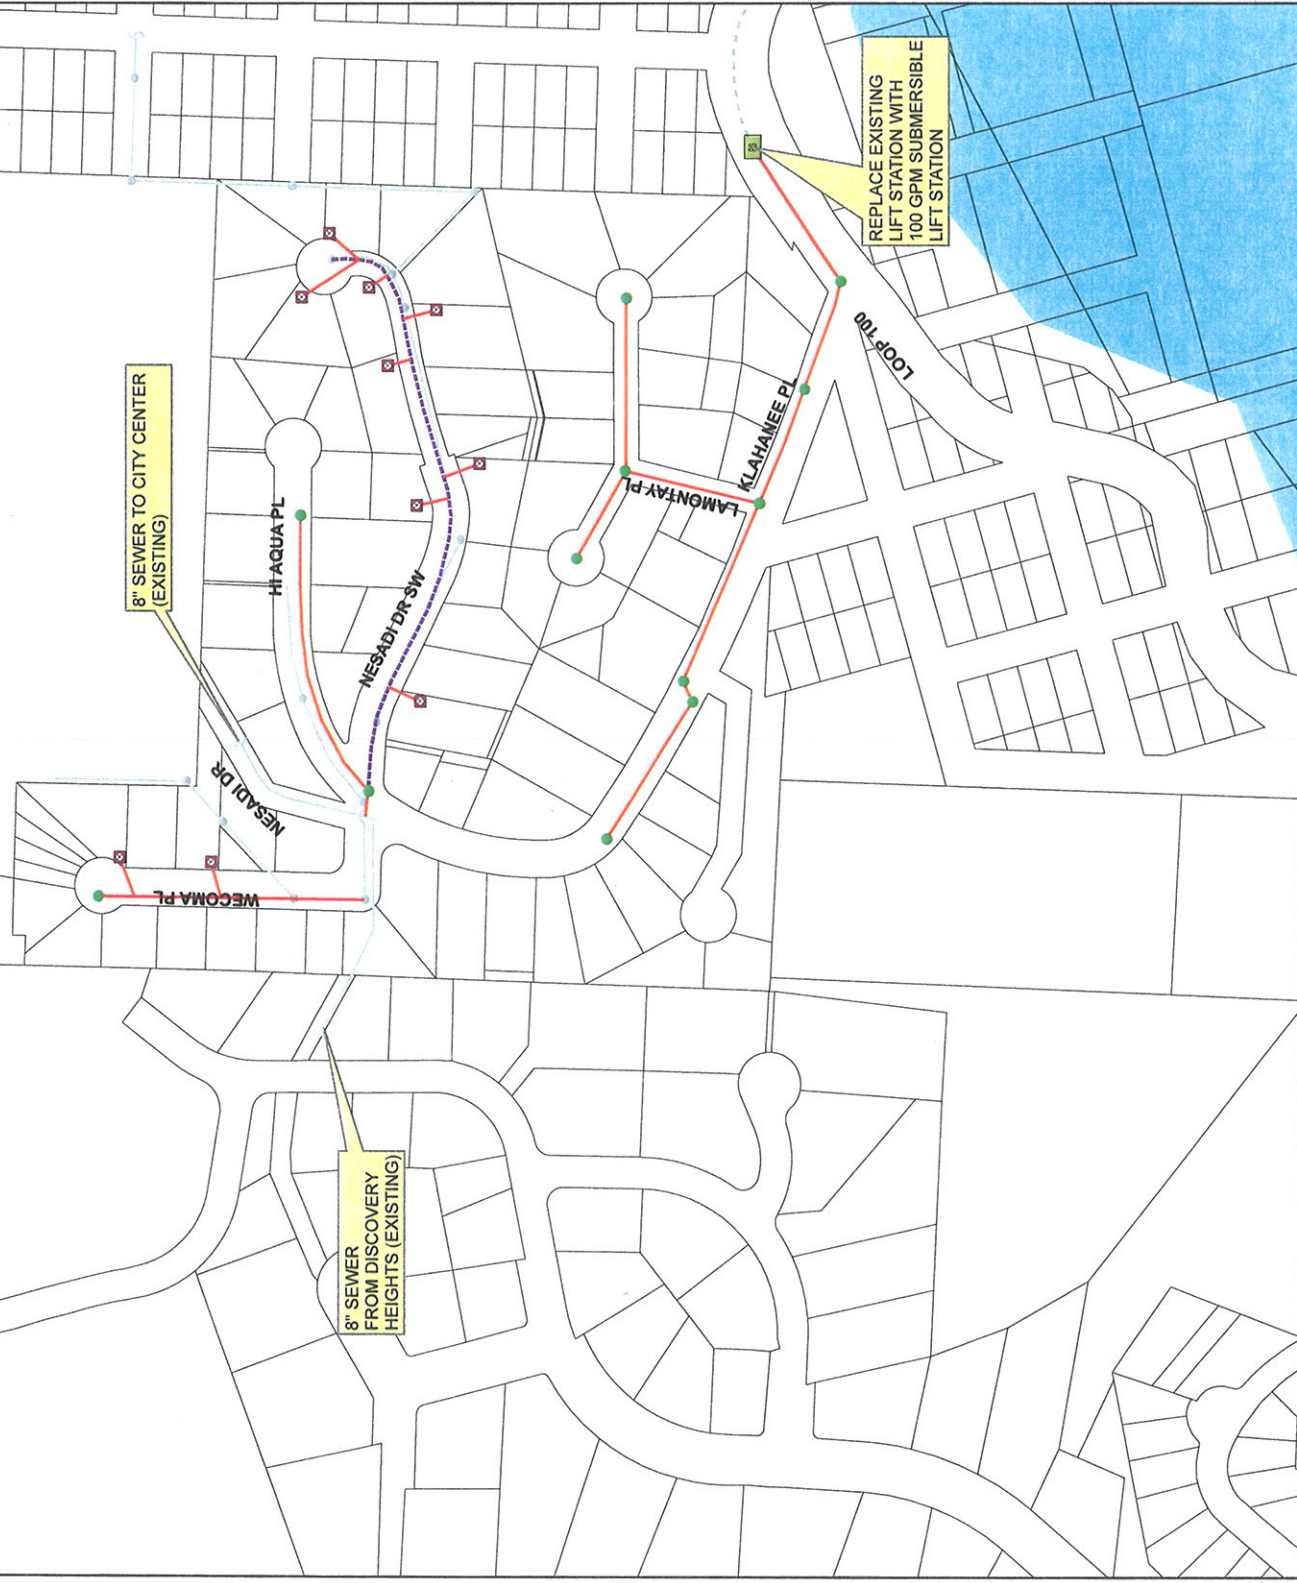 8" SEWER TO CITY CENTER
(EXISTING)
REPLACE EXISTING
LIFT STATION WITH
100 GPM SUBMERSIBLE
LIFT STATION
HI AQUA PL
NESADI DR SW
NESADI DR
WECOMA PL
LAMONTAY PL
KLAHANEE PL
LOOP 100
8" SEWER
FROM DISCOVERY
HEIGHTS (EXISTING)